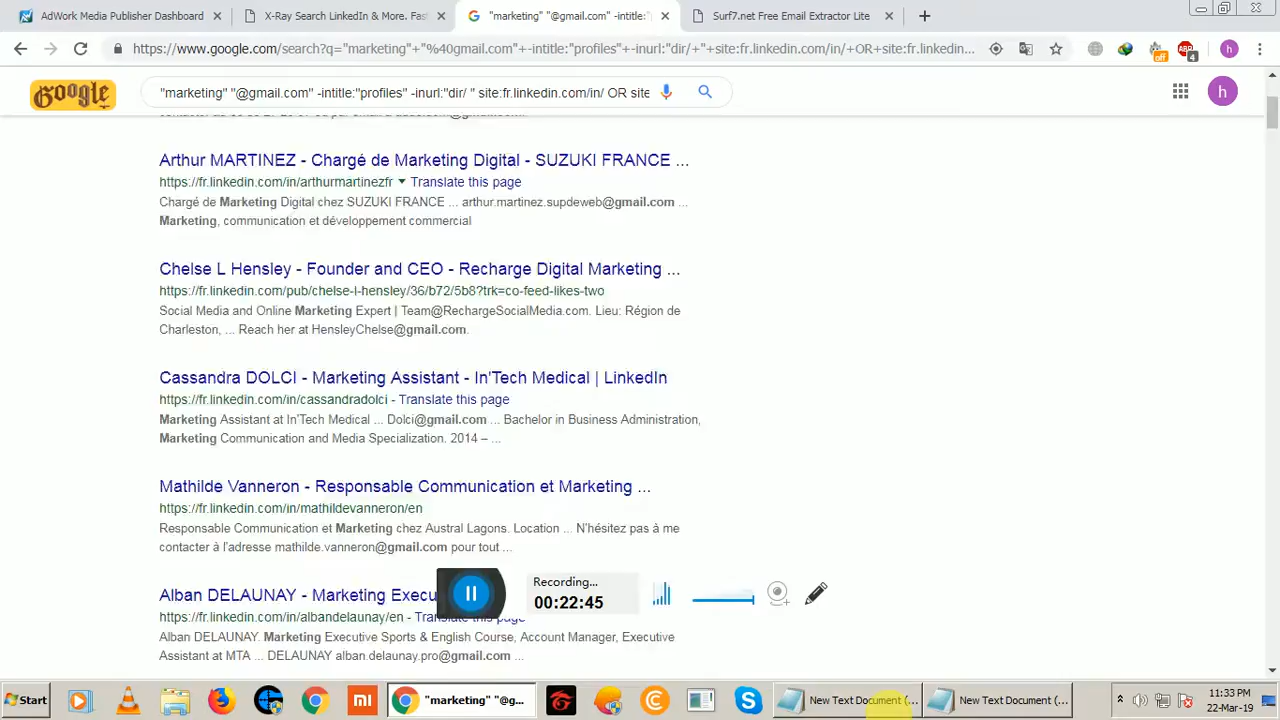 AdWork Media Publisher Dashboard
X-Ray Search LinkedIn & More. Fast
"marketing" "@gmail.com" -intitle:"
Surf7.net Free Email Extractor Lite
https://www.google.com/search?q="marketing"+"%40gmail.com"+-intitle:"profiles"+-inurl:"dir/+"+site:fr.linkedin.com/in/+OR+site:fr.linkedin...
off
ABP
4
h
Google
"marketing" "@gmail.com" -intitle:"profiles" -inurl:"dir/ " site:fr.linkedin.com/in/ OR site
h
Arthur MARTINEZ - Chargé de Marketing Digital - SUZUKI FRANCE ...
https://fr.linkedin.com/in/arthurmartinezfr Translate this page
Chargé de Marketing Digital chez SUZUKI FRANCE ... arthur.martinez.supdeweb@gmail.com ...
Marketing, communication et développement commercial
Chelse L Hensley - Founder and CEO - Recharge Digital Marketing ...
https://fr.linkedin.com/pub/chelse-l-hensley/36/b72/5b8?trk=co-feed-likes-two
Social Media and Online Marketing Expert | Team@RechargeSocialMedia.com. Lieu: Région de
Charleston, ... Reach her at HensleyChelse@gmail.com.
Cassandra DOLCI - Marketing Assistant - In'Tech Medical | LinkedIn
https://fr.linkedin.com/in/cassandradolci - Translate this page
Marketing Assistant at In'Tech Medical ... Dolci@gmail.com ... Bachelor in Business Administration,
Marketing Communication and Media Specialization. 2014 – ...
Mathilde Vanneron - Responsable Communication et Marketing ...
https://fr.linkedin.com/in/mathildevanneron/en
Responsable Communication et Marketing chez Austral Lagons. Location ... N'hésitez pas à me
contacter à l'adresse mathilde.vanneron@gmail.com pour tout ...
Alban DELAUNAY - Marketing Execu
https://fr.linkedin.com/in/albandelaunay/en - Translate this page
Alban DELAUNAY. Marketing Executive Sports & English Course, Account Manager, Executive
Assistant at MTA ... DELAUNAY alban.delaunay.pro@gmail.com ...
Recording...
00:22:45
Start
mi
"marketing" "@g...
New Text Document (...
New Text Document (...
11:33 PM
22-Mar-19